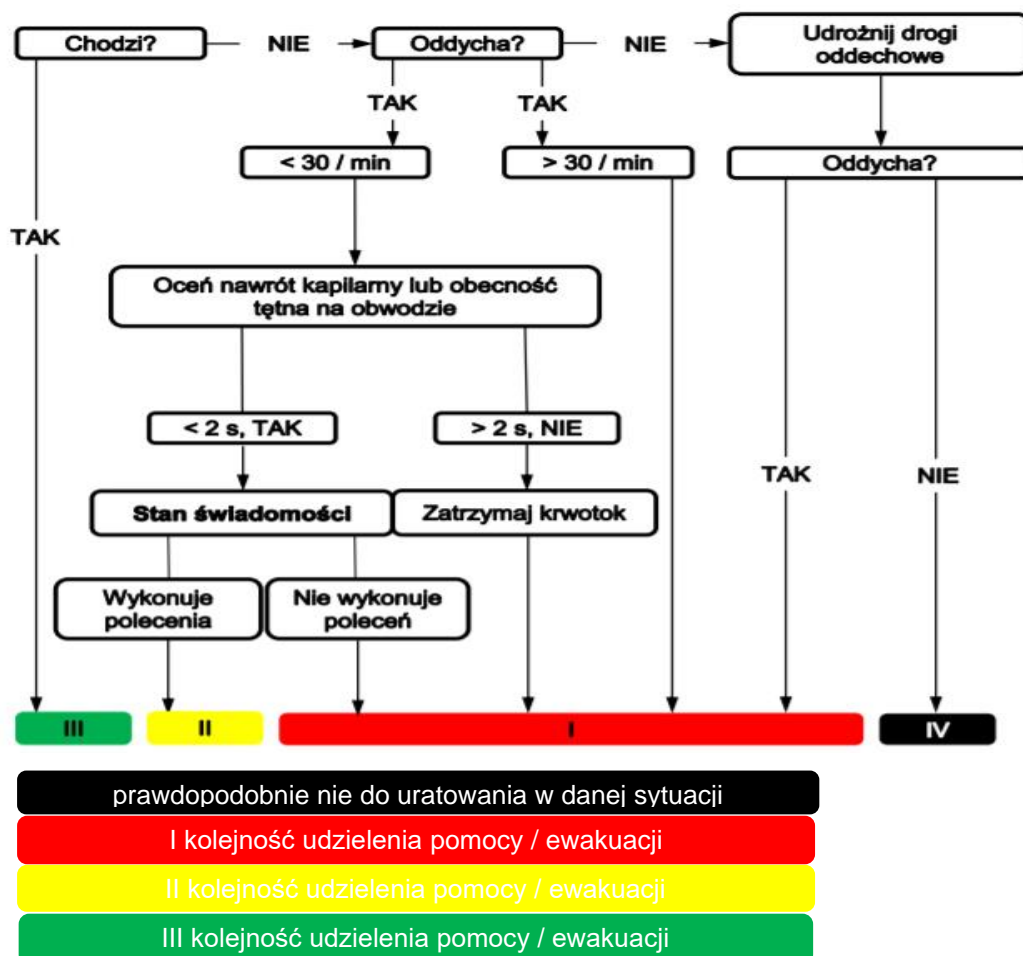 Chodzi?
NIE
Oddycha?
NIE
Udrożnij drogi
oddechowe
TAK
TAK
< 30 / min
> 30 / min
Oddycha?
TAK
Oceń nawrót kapilarny lub obecność
tętna na obwodzie
< 2 s, TAK
> 2 s, NIE
TAK
NIE
Stan świadomości
Zatrzymaj krwotok
Wykonuje
polecenia
Nie wykonuje
poleceń
III
II
I
IV
prawdopodobnie nie do uratowania w danej sytuacji
I kolejność udzielenia pomocy / ewakuacji
II kolejność udzielenia pomocy / ewakuacji
III kolejność udzielenia pomocy / ewakuacji